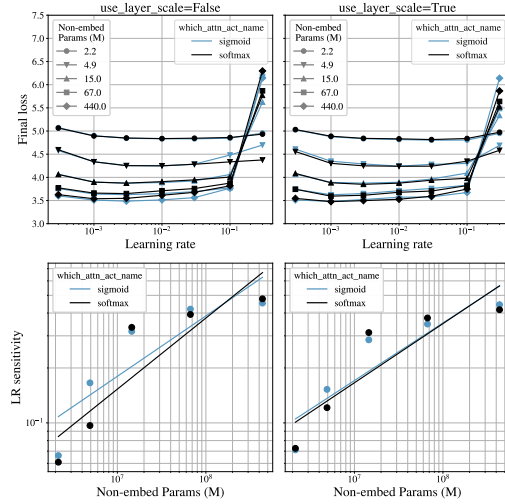 use_layer_scale=False
use_layer_scale=True
Non-embed
Params (M)
2.2
4.9
15.0
67.0
440.0
which_attn_act_name
sigmoid
softmax
Non-embed
Params (M)
2.2
4.9
15.0
67.0
440.0
which_attn_act_name
sigmoid
softmax
Final loss
7.5
7.0
6.5
6.0
5.5
5.0
4.5
4.0
3.5
3.0
10⁻³
10⁻²
10⁻¹
10⁻³
10⁻²
10⁻¹
Learning rate
Learning rate
which_attn_act_name
sigmoid
softmax
which_attn_act_name
sigmoid
softmax
LR sensitivity
10⁻¹
10⁷
10⁸
10⁷
10⁸
Non-embed Params (M)
Non-embed Params (M)